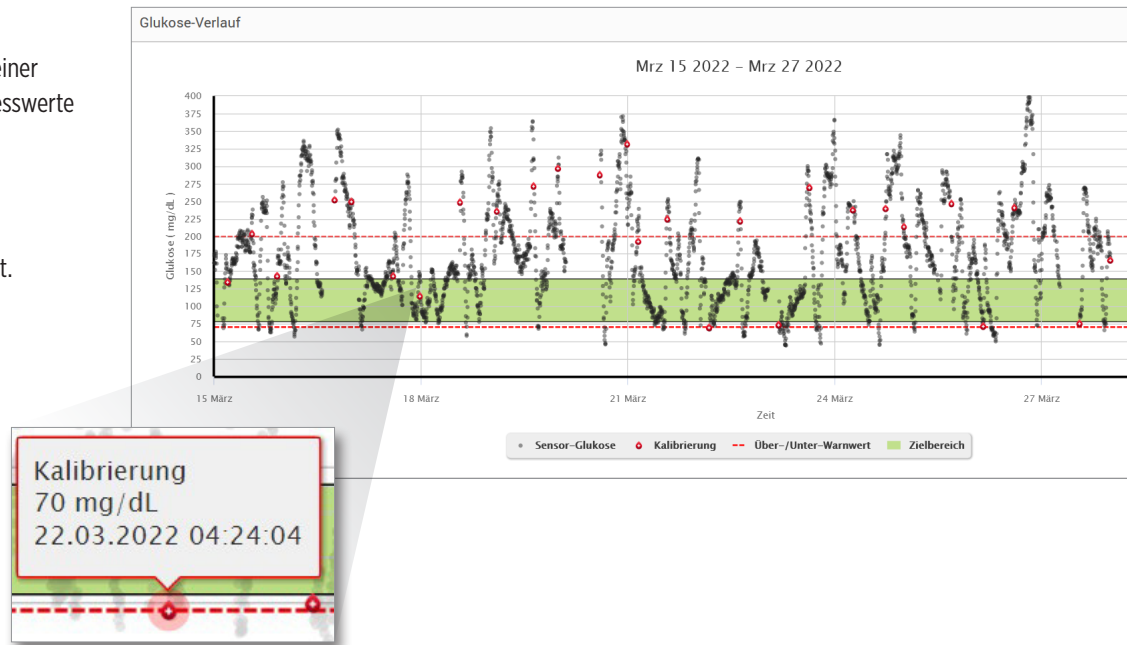 einer
esswerte
t.
Glukose-Verlauf
Mrz 15 2022 – Mrz 27 2022
Glukose ( mg/dL )
400
375
350
325
300
275
250
225
200
175
150
125
100
75
50
25
0
15 März
18 März
21 März
24 März
27 März
Zeit
Sensor-Glukose
Kalibrierung
Über-/Unter-Warnwert
Zielbereich
Kalibrierung
70 mg/dL
22.03.2022 04:24:04